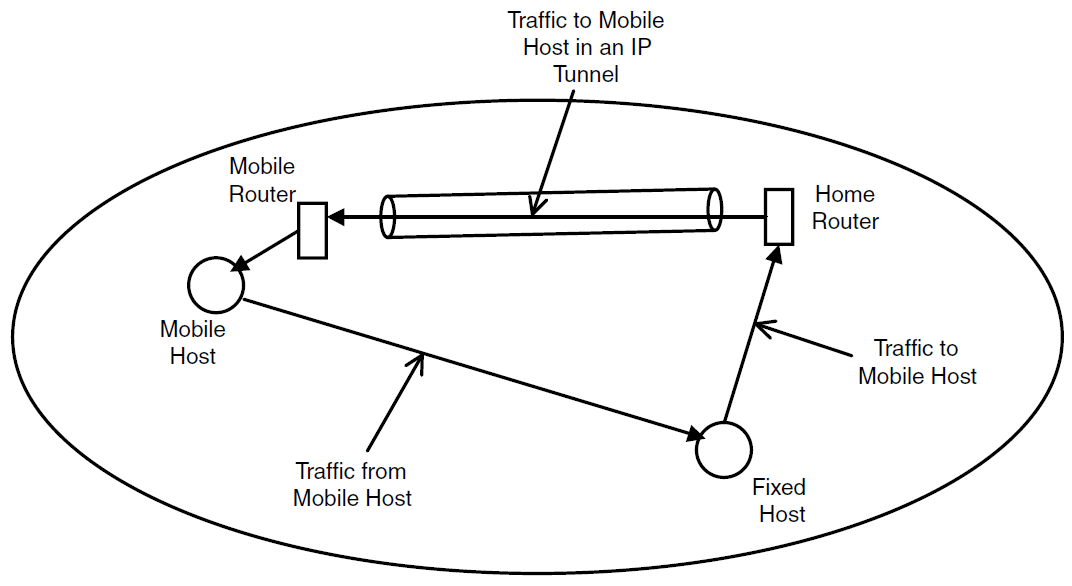 Traffic to Mobile
Host in an IP
Tunnel
Mobile
Router
Home
Router
Mobile
Host
Traffic to
Mobile Host
Traffic from
Mobile Host
Fixed
Host